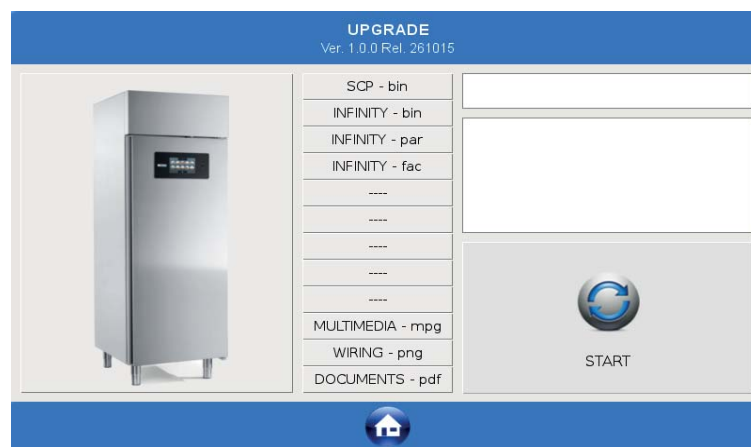 UPGRADE
Ver. 1.0.0 Rel. 261015
SCP - bin
INFINITY - bin
INFINITY - par
INFINITY - fac
----
----
----
----
----
MULTIMEDIA - mpg
WIRING - png
DOCUMENTS - pdf
START